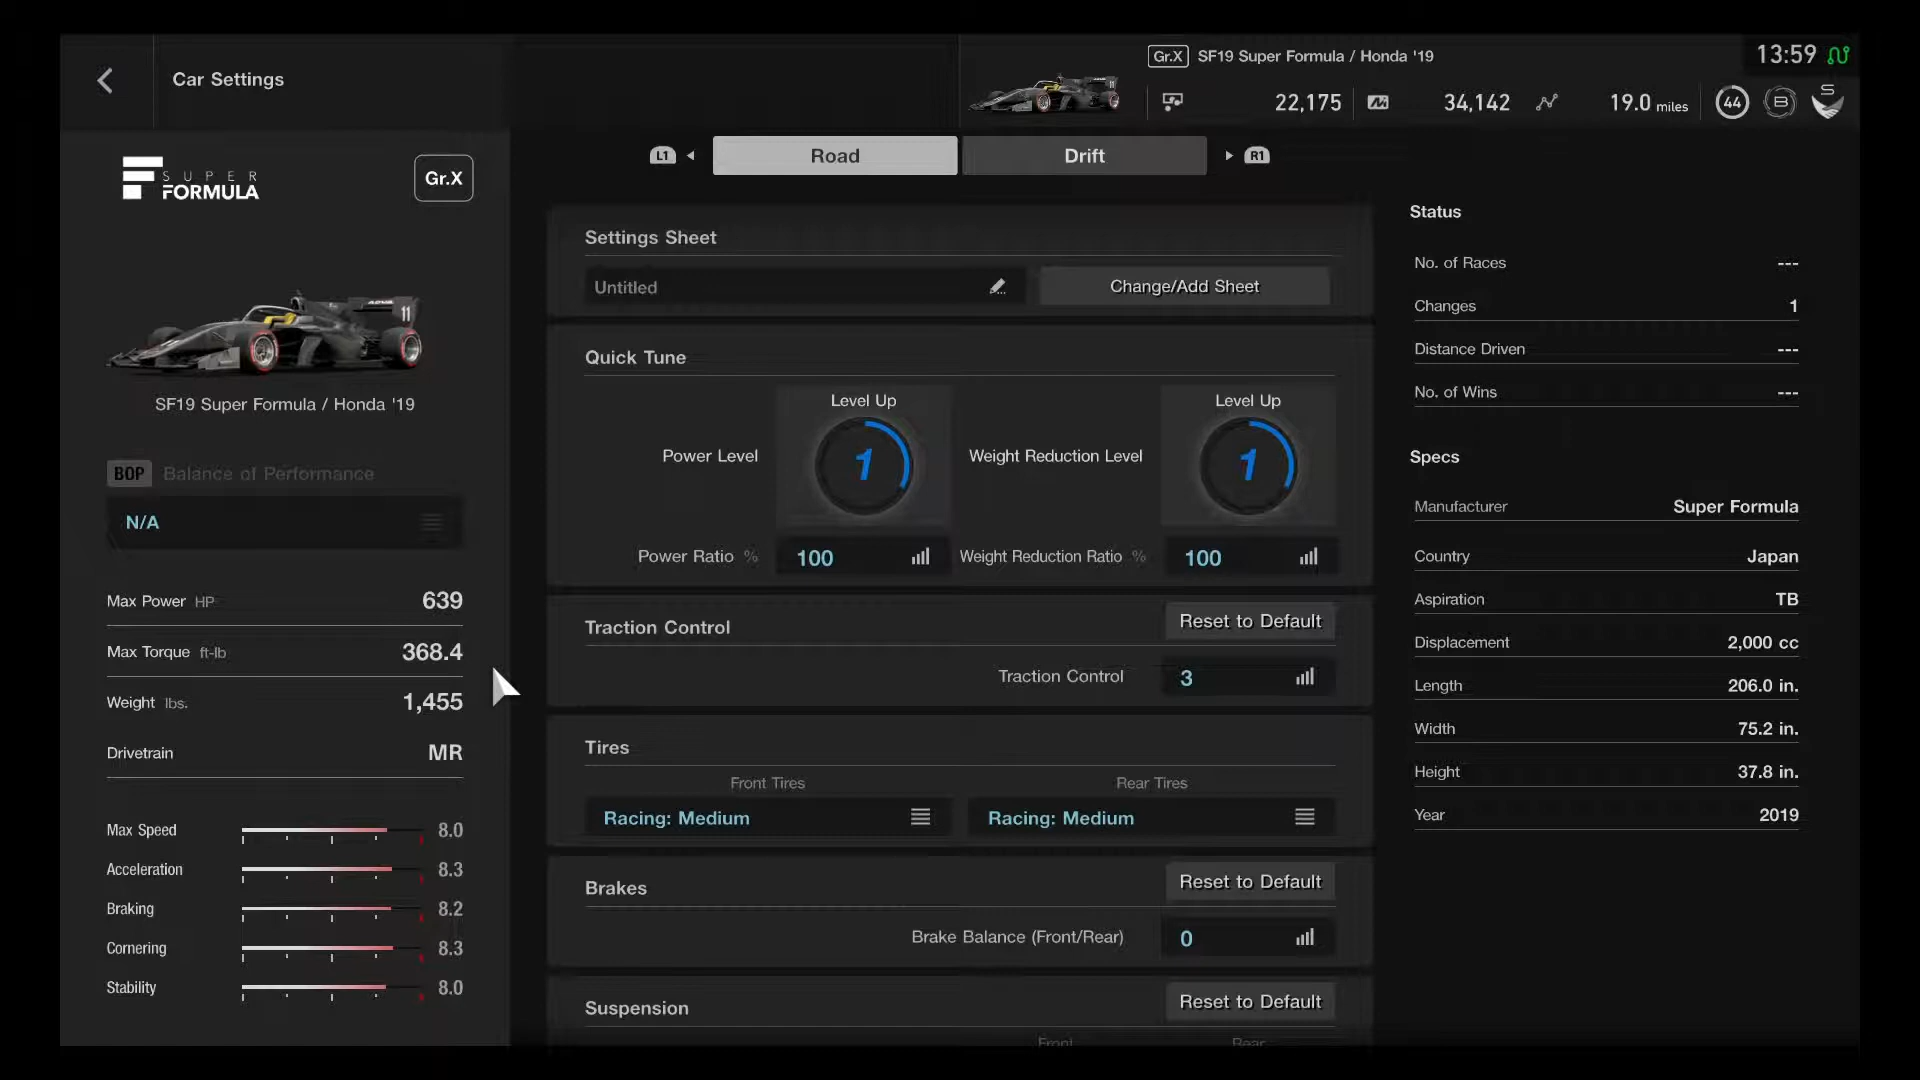 Car Settings
Gr.X SF19 Super Formula / Honda '19
13:59
22,175
34,142
19.0 miles
44
B
S
SUPER
FORMULA
Gr.X
11
SF19 Super Formula / Honda '19
BOP Balance of Performance
N/A
Max Power HP 639
Max Torque ft-lb 368.4
Weight lbs. 1,455
Drivetrain MR
Max Speed 8.0
Acceleration 8.3
Braking 8.2
Cornering 8.3
Stability 8.0
L1 Road Drift R1
Settings Sheet
Untitled Change/Add Sheet
Quick Tune
Level Up Level Up
Power Level 1 Weight Reduction Level 1
Power Ratio % 100 Weight Reduction Ratio % 100
Traction Control Reset to Default
Traction Control 3
Tires
Front Tires Rear Tires
Racing: Medium Racing: Medium
Brakes Reset to Default
Brake Balance (Front/Rear) 0
Suspension Reset to Default
Front Rear
Status
No. of Races ---
Changes 1
Distance Driven ---
No. of Wins ---
Specs
Manufacturer Super Formula
Country Japan
Aspiration TB
Displacement 2,000 cc
Length 206.0 in.
Width 75.2 in.
Height 37.8 in.
Year 2019